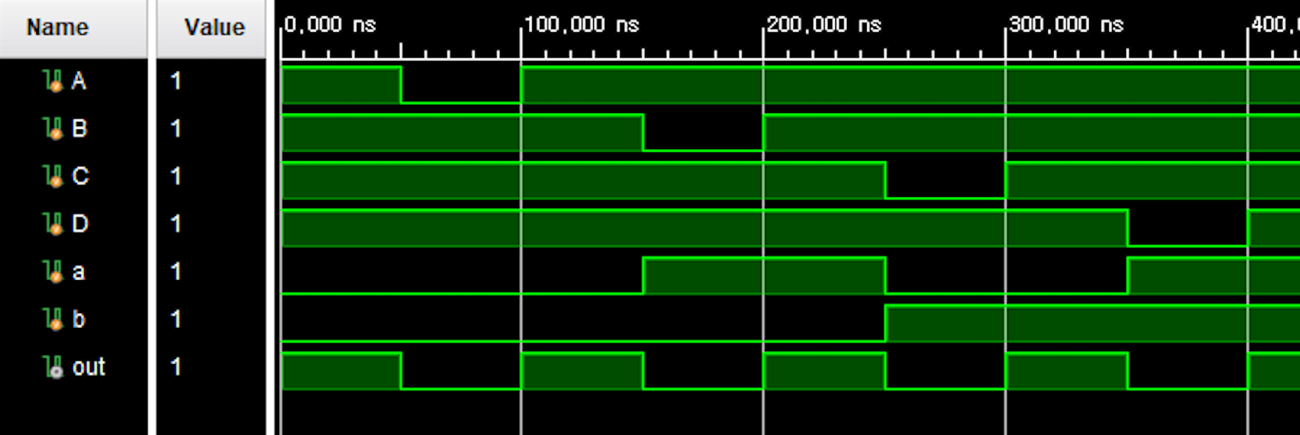 Name Value 0,000 ns 100,000 ns 200,000 ns 300,000 ns 400,
A 1
B 1
C 1
D 1
a 1
b 1
out 1